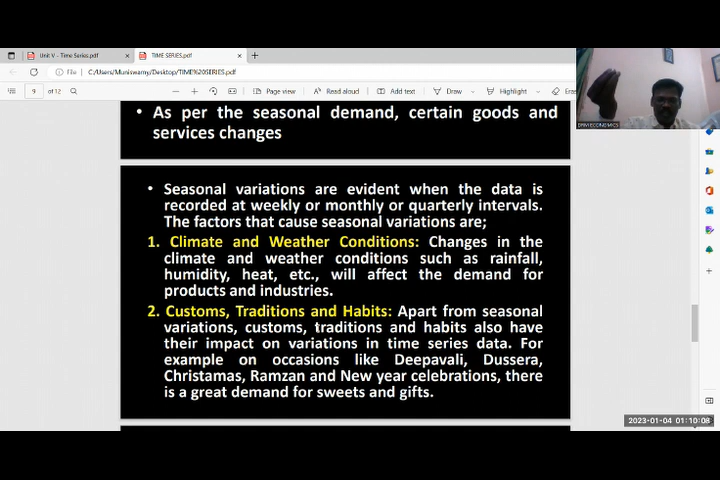 Unit V - Time Series.pdf
TIME SERIES.pdf
File
C:/Users/Muniswamy/Desktop/TIME%20SERIES.pdf
9 of 12
Page view
Read aloud
Add text
Draw
Highlight
DRMVECONOMICS
• As per the seasonal demand, certain goods and
services changes
• Seasonal variations are evident when the data is
recorded at weekly or monthly or quarterly intervals.
The factors that cause seasonal variations are;
1. Climate and Weather Conditions: Changes in the
climate and weather conditions such as rainfall,
humidity, heat, etc., will affect the demand for
products and industries.
2. Customs, Traditions and Habits: Apart from seasonal
variations, customs, traditions and habits also have
their impact on variations in time series data. For
example on occasions like Deepavali, Dussera,
Christamas, Ramzan and New year celebrations, there
is a great demand for sweets and gifts.
2023-01-04 01:10:08